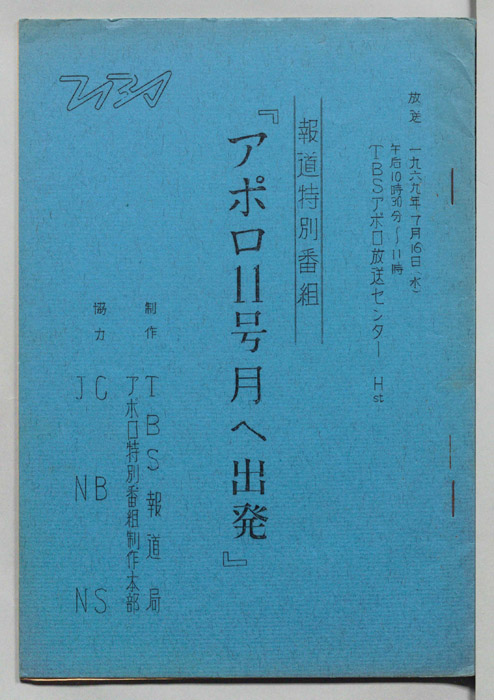 放送 一九六九年7月16日(水)
午后10時30分〜11時
TBSアポロ放送センター Hst
報道特別番組
『アポロ11号月へ出発』
TBS
制作 TBS報道局
アポロ特別番組制作本部
協力 CBS
JNN